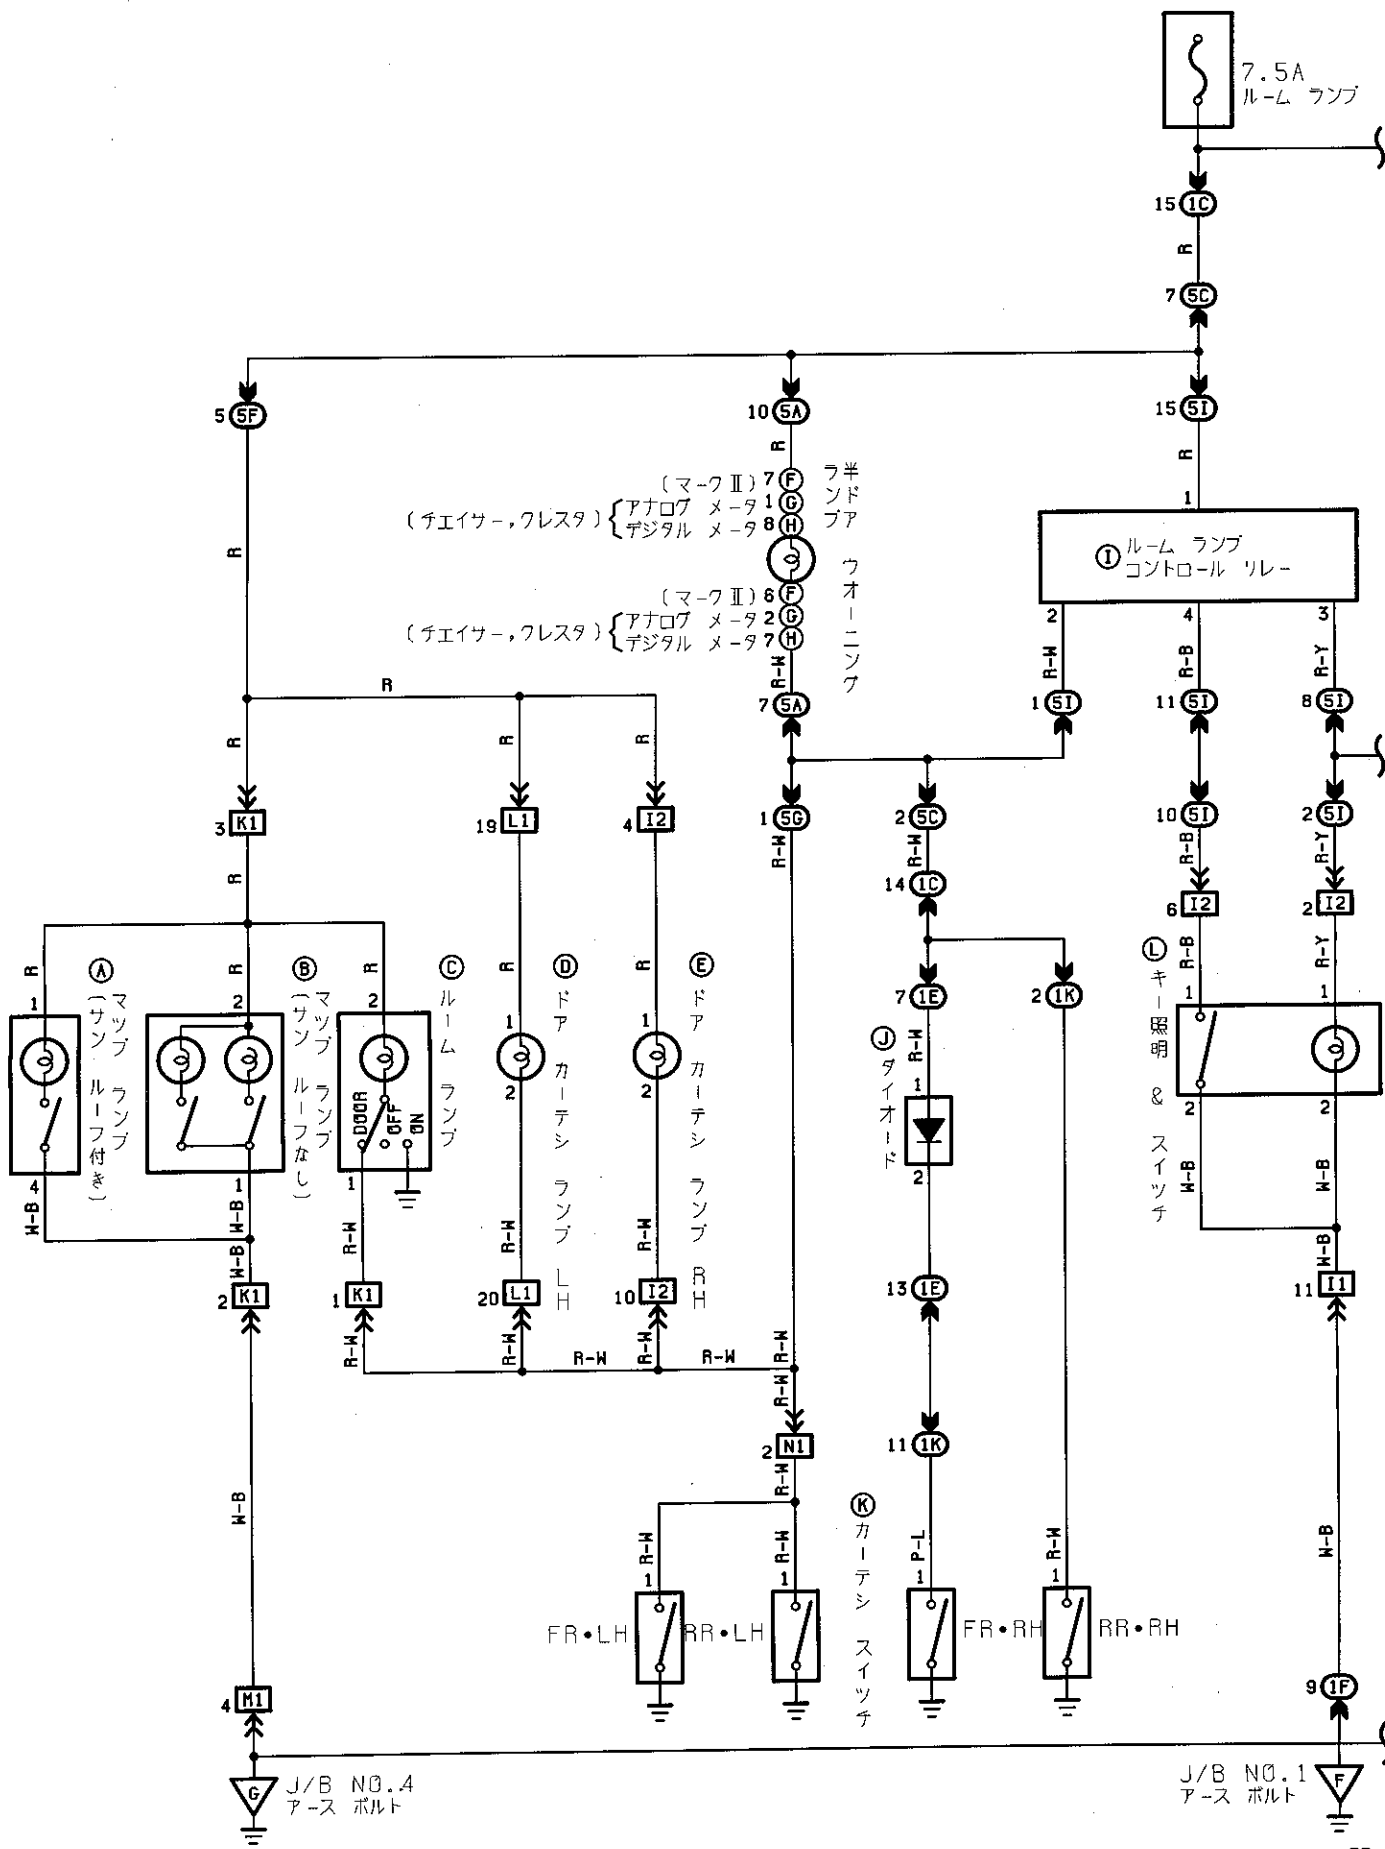 7.5A
ルーム ランプ
15 1C
R
7 5C
5 5F
10 5A
15 5I
R
R
R
(マークⅡ) 7 F
(チェイサー,クレスタ) { アナログ メータ 1 G
デジタル メータ 8 H
半ドア ウオーニング
ランプ
1
I ルーム ランプ
コントロール リレー
(マークⅡ) 6 F
(チェイサー,クレスタ) { アナログ メータ 2 G
デジタル メータ 7 H
2
4
3
R-W
R-W
R-B
R-Y
R
7 5A
1 5I
11 5I
8 5I
R
R
R
3 K1
19 L1
4 I2
1 5G
2 5C
10 5I
2 5I
R
R-W
R-W
R-B
R-Y
14 1C
6 I2
2 I2
R
R
R
R
R
R-B
R-Y
7 1E
2 1K
A マップ ランプ
(サン ルーフ付き)
B マップ ランプ
(サン ルーフなし)
C ルーム ランプ
D ドア カーテシ ランプ LH
E ドア カーテシ ランプ RH
J ダイオード
L キー照明 & スイッチ
1
2
2
1
1
R-W
1
1
1
DOOR
OFF
ON
2
2
2
2
2
4
1
1
W-B
W-B
W-B
R-W
R-W
R-W
W-B
W-B
W-B
2 K1
1 K1
20 L1
10 I2
13 1E
11 I1
R-W
R-W
R-W
R-W
R-W
R-W
R-W
2 N1
11 1K
R-W
W-B
R-W
R-W
P-L
R-W
W-B
K カーテシ スイッチ
1
1
1
1
FR•LH
RR•LH
FR•RH
RR•RH
4 M1
9 1F
G J/B NO.4
アース ボルト
J/B NO.1 F
アース ボルト